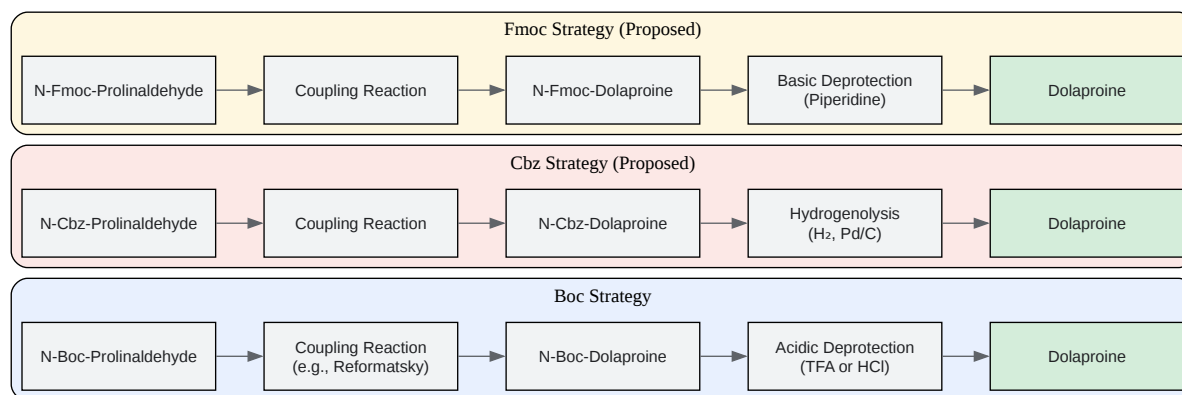 Fmoc Strategy (Proposed)
N-Fmoc-Prolinaldehyde
Coupling Reaction
N-Fmoc-Dolaproine
Basic Deprotection
(Piperidine)
Dolaproine
Cbz Strategy (Proposed)
N-Cbz-Prolinaldehyde
Coupling Reaction
N-Cbz-Dolaproine
Hydrogenolysis
(H₂, Pd/C)
Dolaproine
Boc Strategy
N-Boc-Prolinaldehyde
Coupling Reaction
(e.g., Reformatsky)
N-Boc-Dolaproine
Acidic Deprotection
(TFA or HCl)
Dolaproine